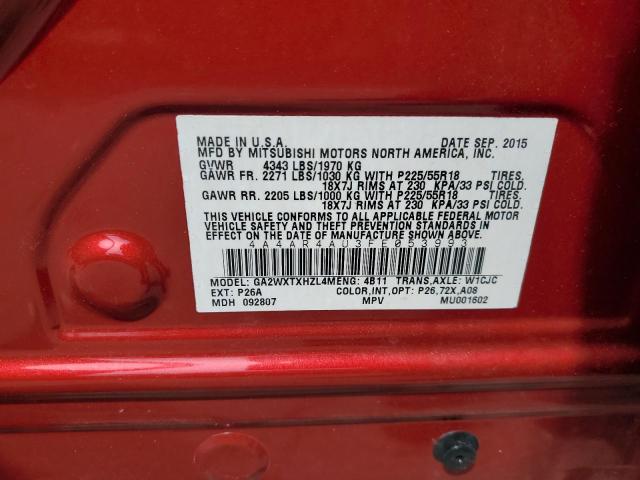 MADE IN U.S.A. DATE SEP. 2015
MFD BY MITSUBISHI MOTORS NORTH AMERICA, INC.
GVWR 4343 LBS/1970 KG
GAWR FR. 2271 LBS/1030 KG WITH P225/55R18 TIRES.
18X7J RIMS AT 230 KPA/33 PSI COLD.
GAWR RR. 2205 LBS/1000 KG WITH P225/55R18 TIRES.
18X7J RIMS AT 230 KPA/33 PSI COLD.
THIS VEHICLE CONFORMS TO ALL APPLICABLE FEDERAL MOTOR
VEHICLE SAFETY AND THEFT PREVENTION STANDARDS IN
EFFECT ON THE DATE OF MANUFACTURE SHOWN ABOVE.
4A4AR4AU3FE053993
MODEL: GA2WXTXHZL4MENG: 4B11 TRANS,AXLE: W1CJC
EXT: P26A COLOR,INT,OPT: P26,72X,A08
MDH 092807 MPV MU001602